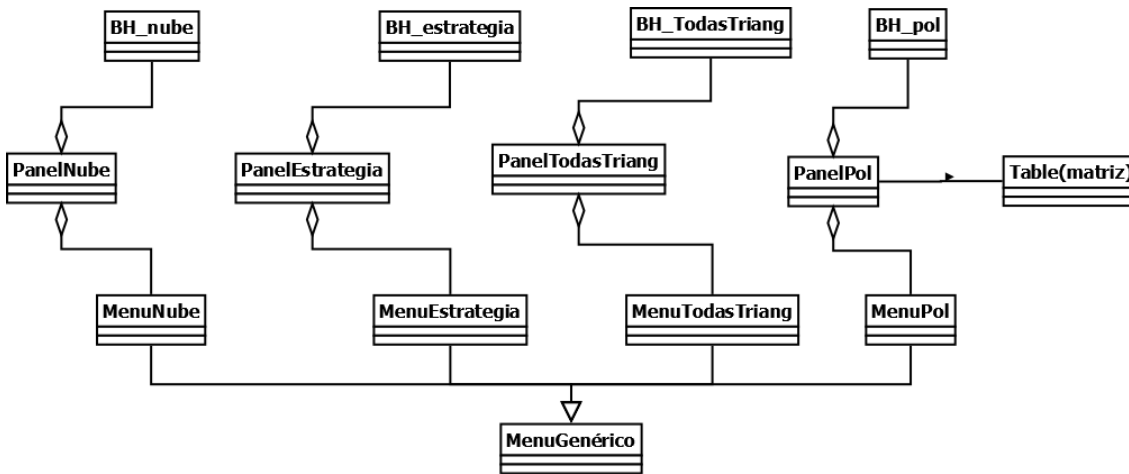 BH_nube
BH_estrategia
BH_TodasTriang
BH_pol
PanelNube
PanelEstrategia
PanelTodasTriang
PanelPol
Table(matriz)
MenuNube
MenuEstrategia
MenuTodasTriang
MenuPol
MenuGenérico